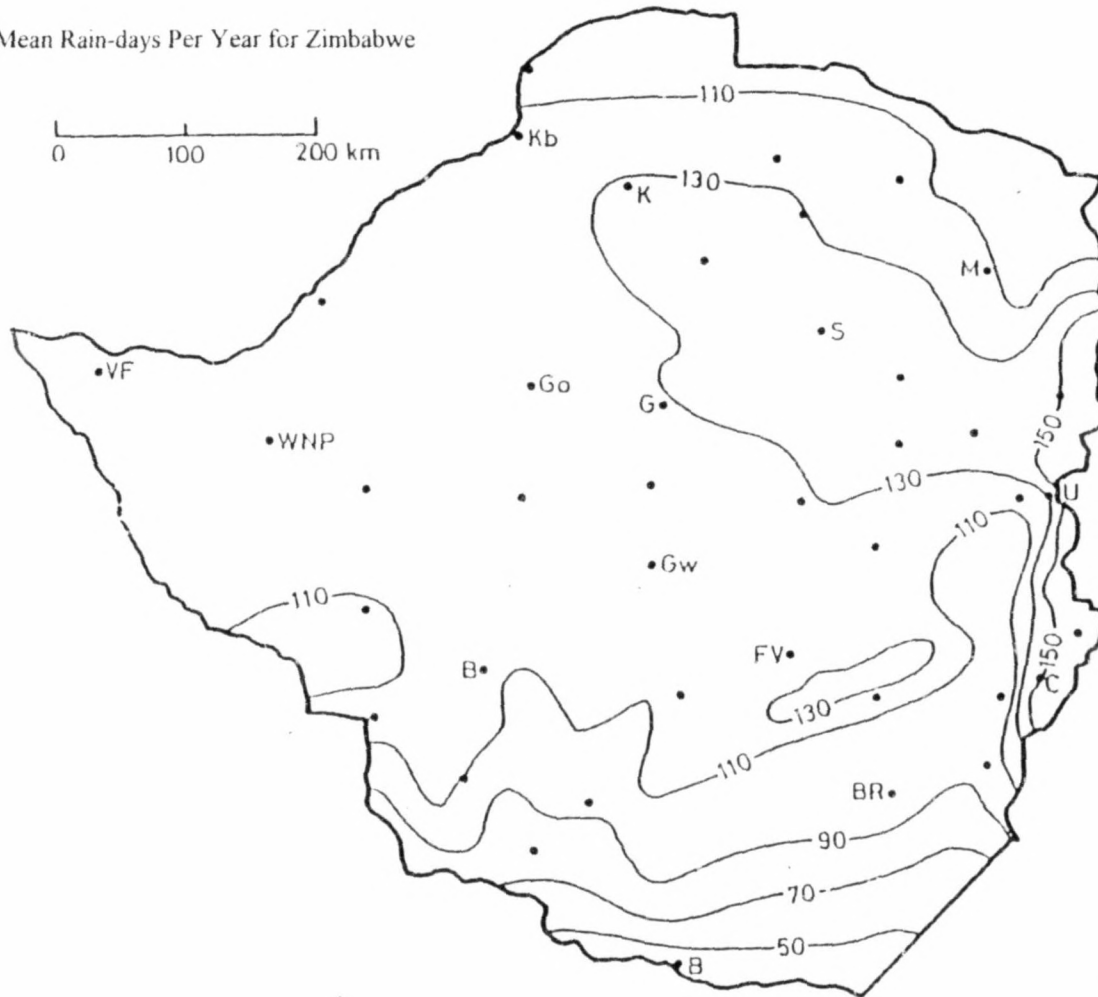 Mean Rain-days Per Year for Zimbabwe
0 100 200 km
110
Kb
130
K
M
S
VF
Go
G
WNP
150
130
U
110
Gw
110
FV
150
B
C
130
110
BR
90
70
50
B